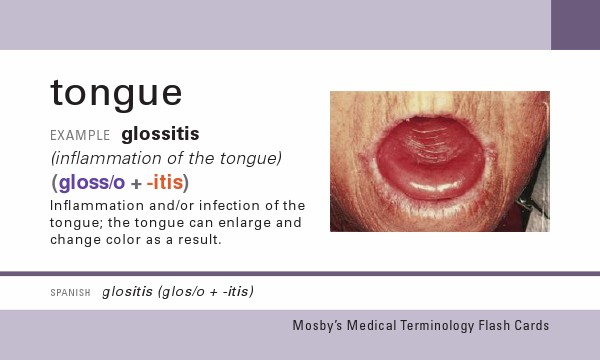 tongue
EXAMPLE glossitis
(inflammation of the tongue)
(gloss/o + -itis)
Inflammation and/or infection of the
tongue; the tongue can enlarge and
change color as a result.
SPANISH glositis (glos/o + -itis)
Mosby's Medical Terminology Flash Cards